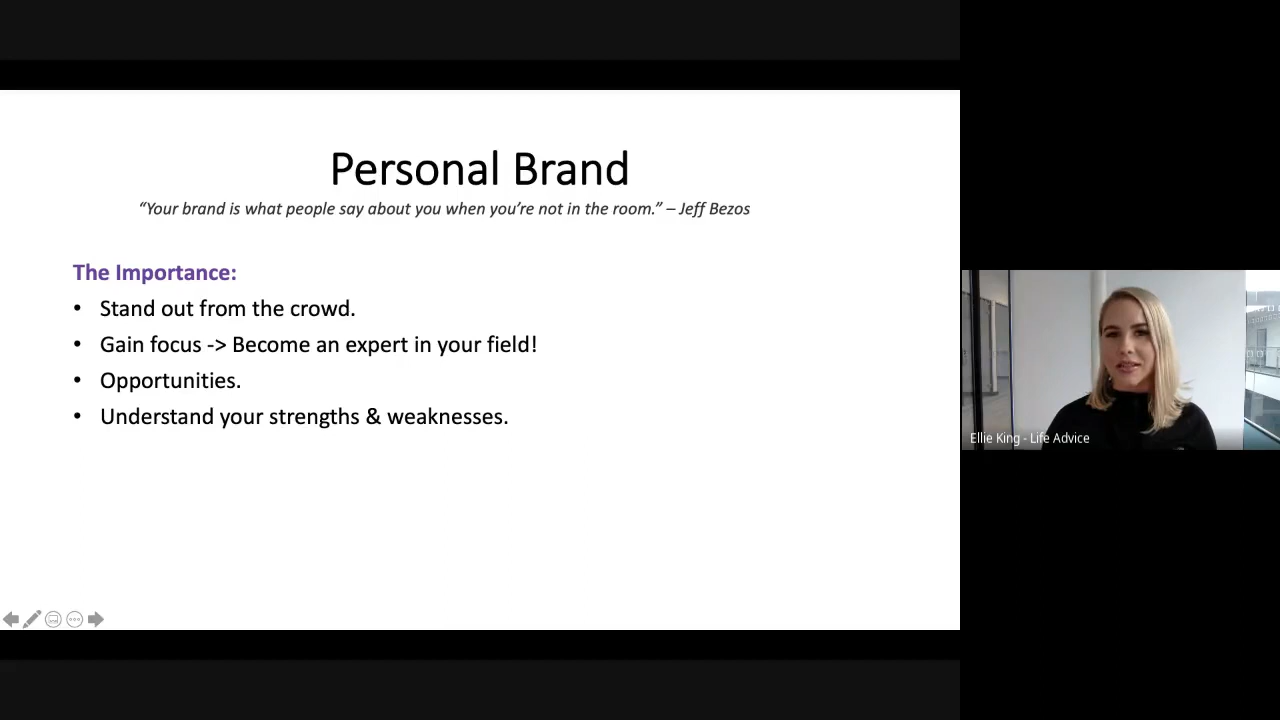 Personal Brand
“Your brand is what people say about you when you’re not in the room.” – Jeff Bezos
The Importance:
• Stand out from the crowd.
• Gain focus -> Become an expert in your field!
• Opportunities.
• Understand your strengths & weaknesses.
Ellie King - Life Advice